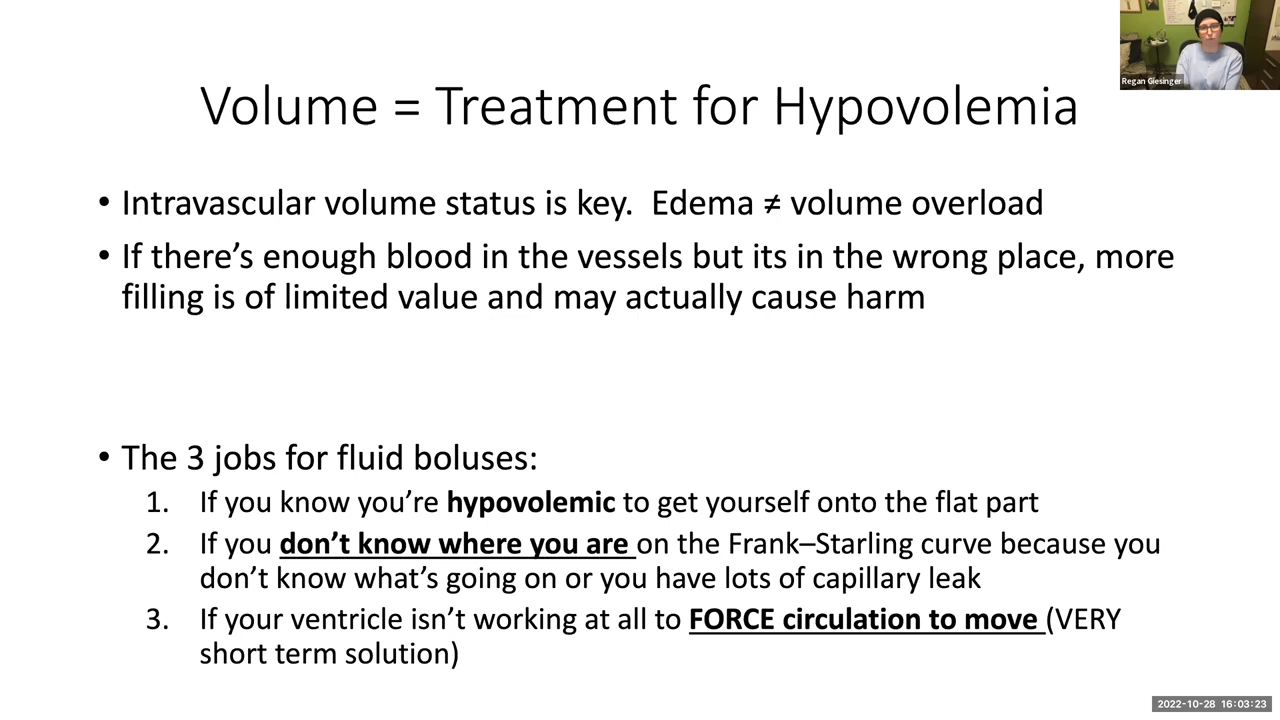 Regan Giesinger
Volume = Treatment for Hypovolemia
• Intravascular volume status is key.  Edema ≠ volume overload
• If there’s enough blood in the vessels but its in the wrong place, more
filling is of limited value and may actually cause harm
• The 3 jobs for fluid boluses:
1. If you know you’re hypovolemic to get yourself onto the flat part
2. If you don’t know where you are on the Frank–Starling curve because you
don’t know what’s going on or you have lots of capillary leak
3. If your ventricle isn’t working at all to FORCE circulation to move (VERY
short term solution)
2022-10-28 16:03:23